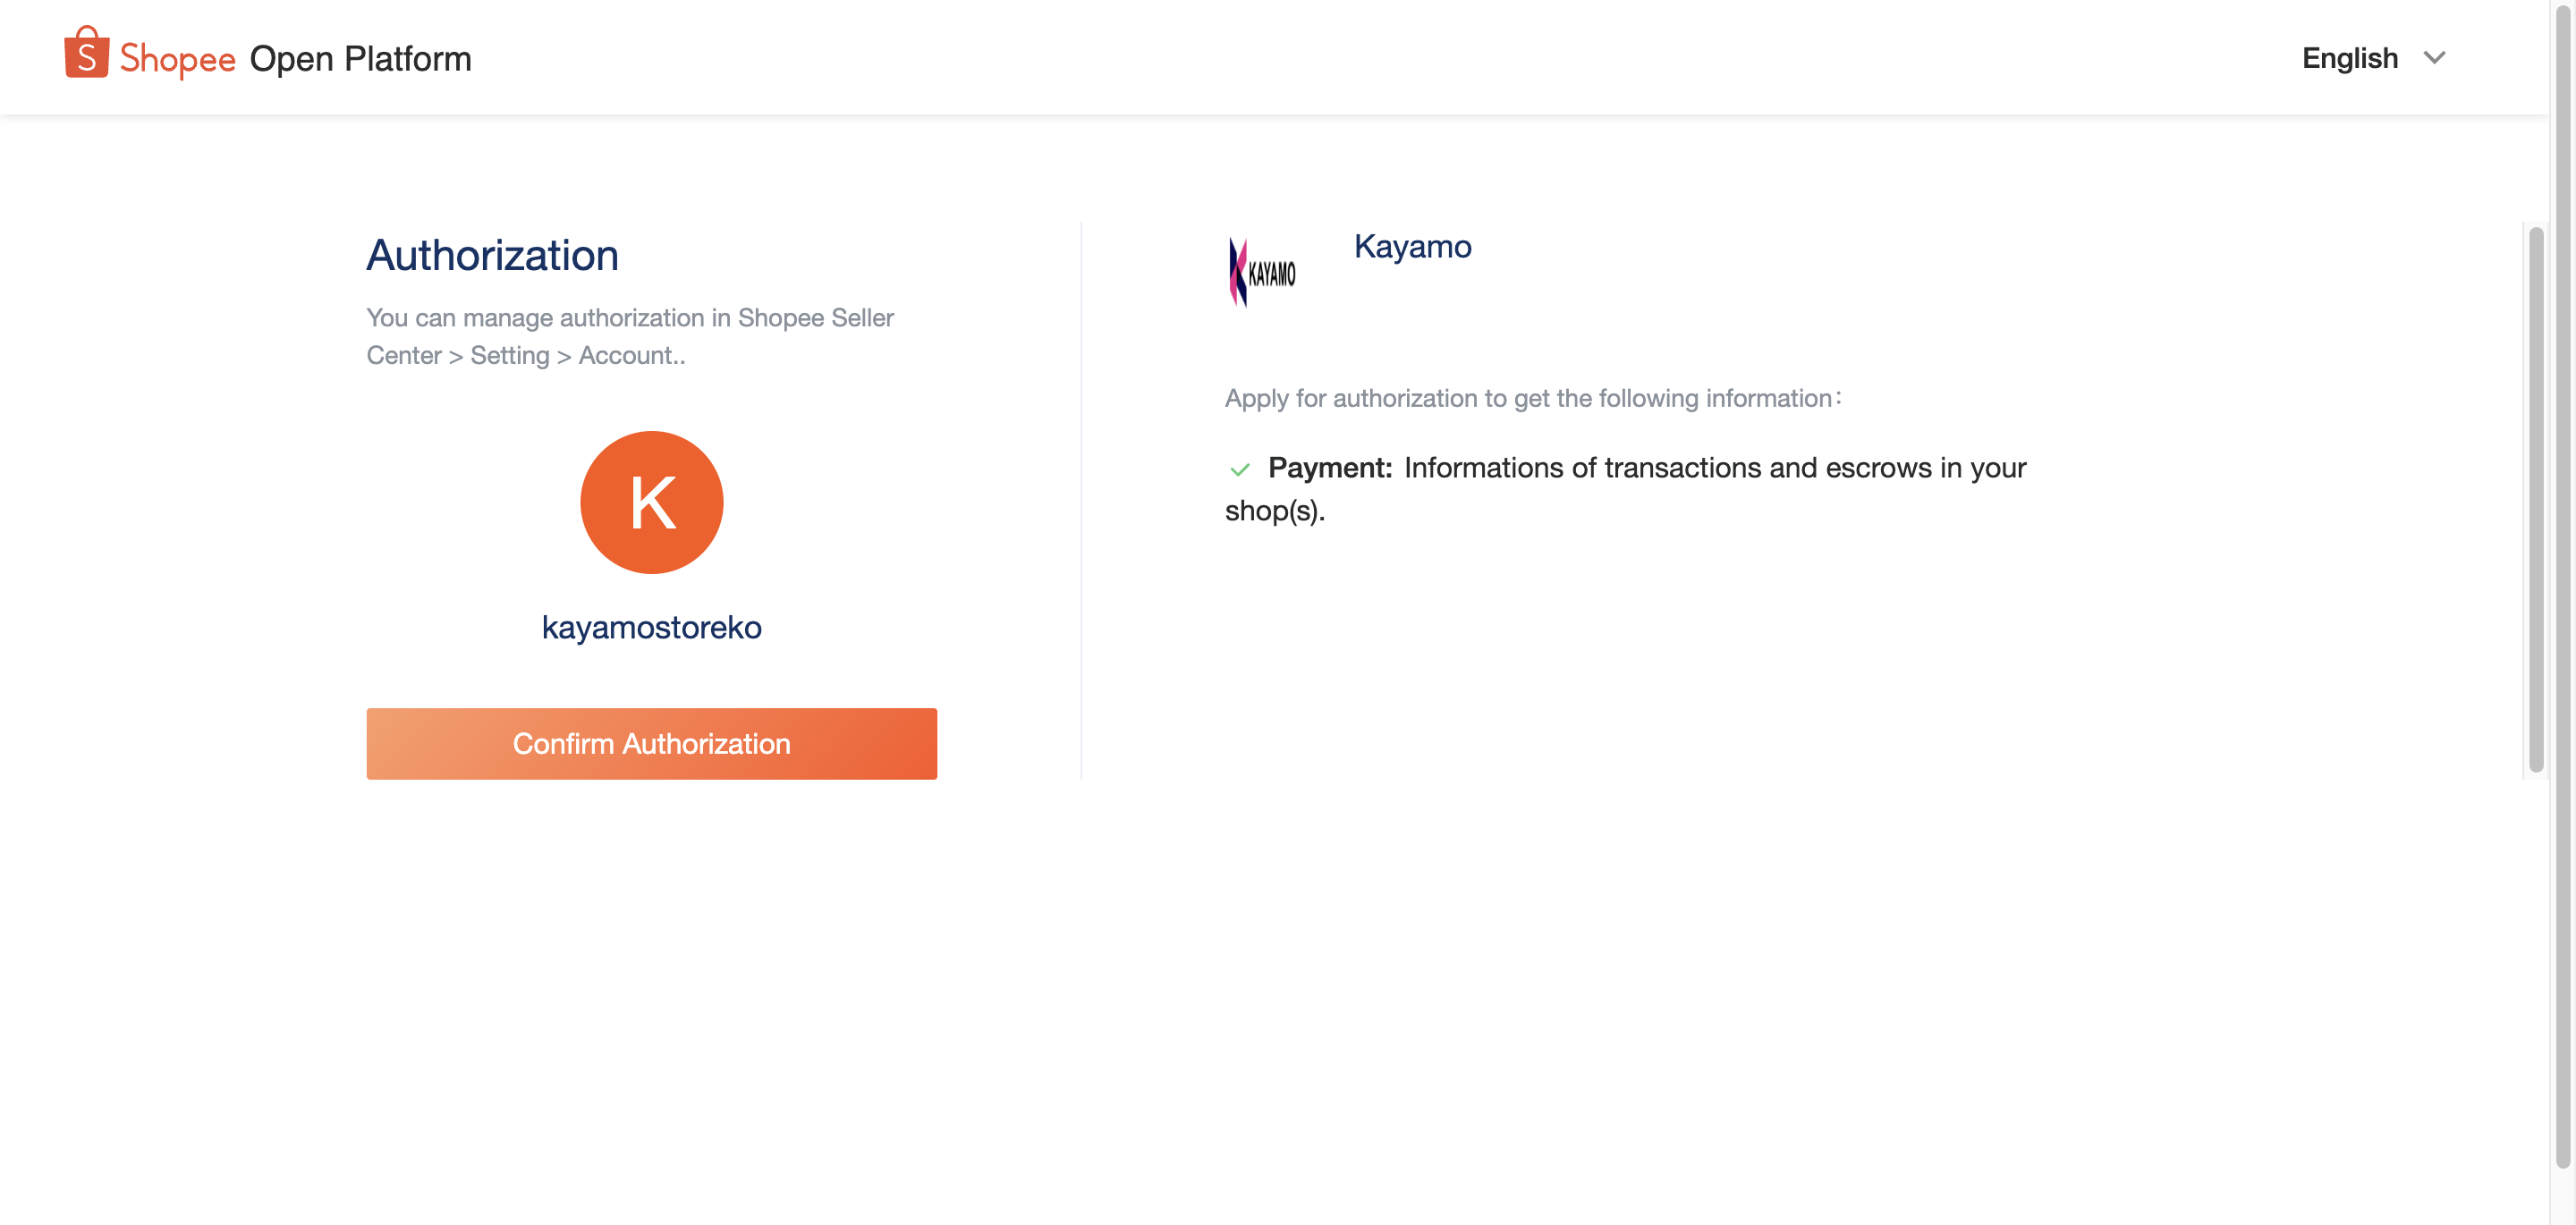 Shopee Open Platform
English
Authorization
You can manage authorization in Shopee Seller
Center > Setting > Account..
K
kayamostoreko
Confirm Authorization
KAYAMO
Kayamo
Apply for authorization to get the following information：
Payment: Informations of transactions and escrows in your
shop(s).